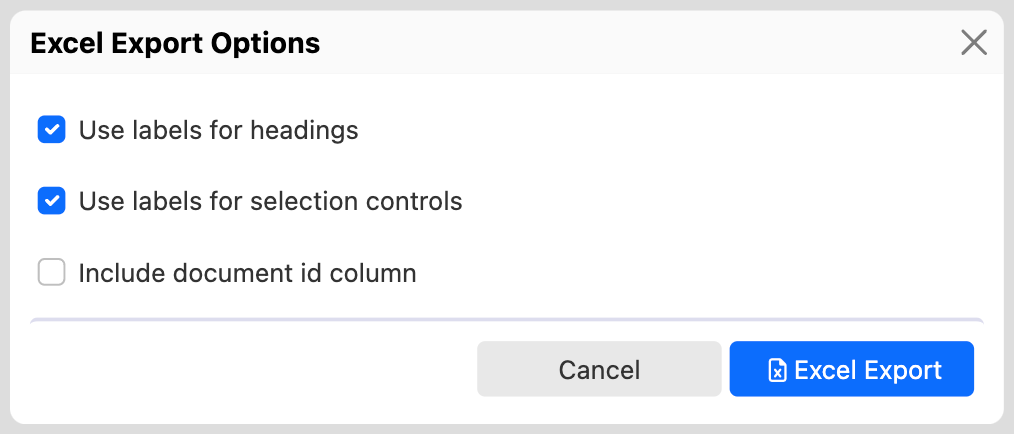 Excel Export Options
Use labels for headings
Use labels for selection controls
Include document id column
Cancel
Excel Export